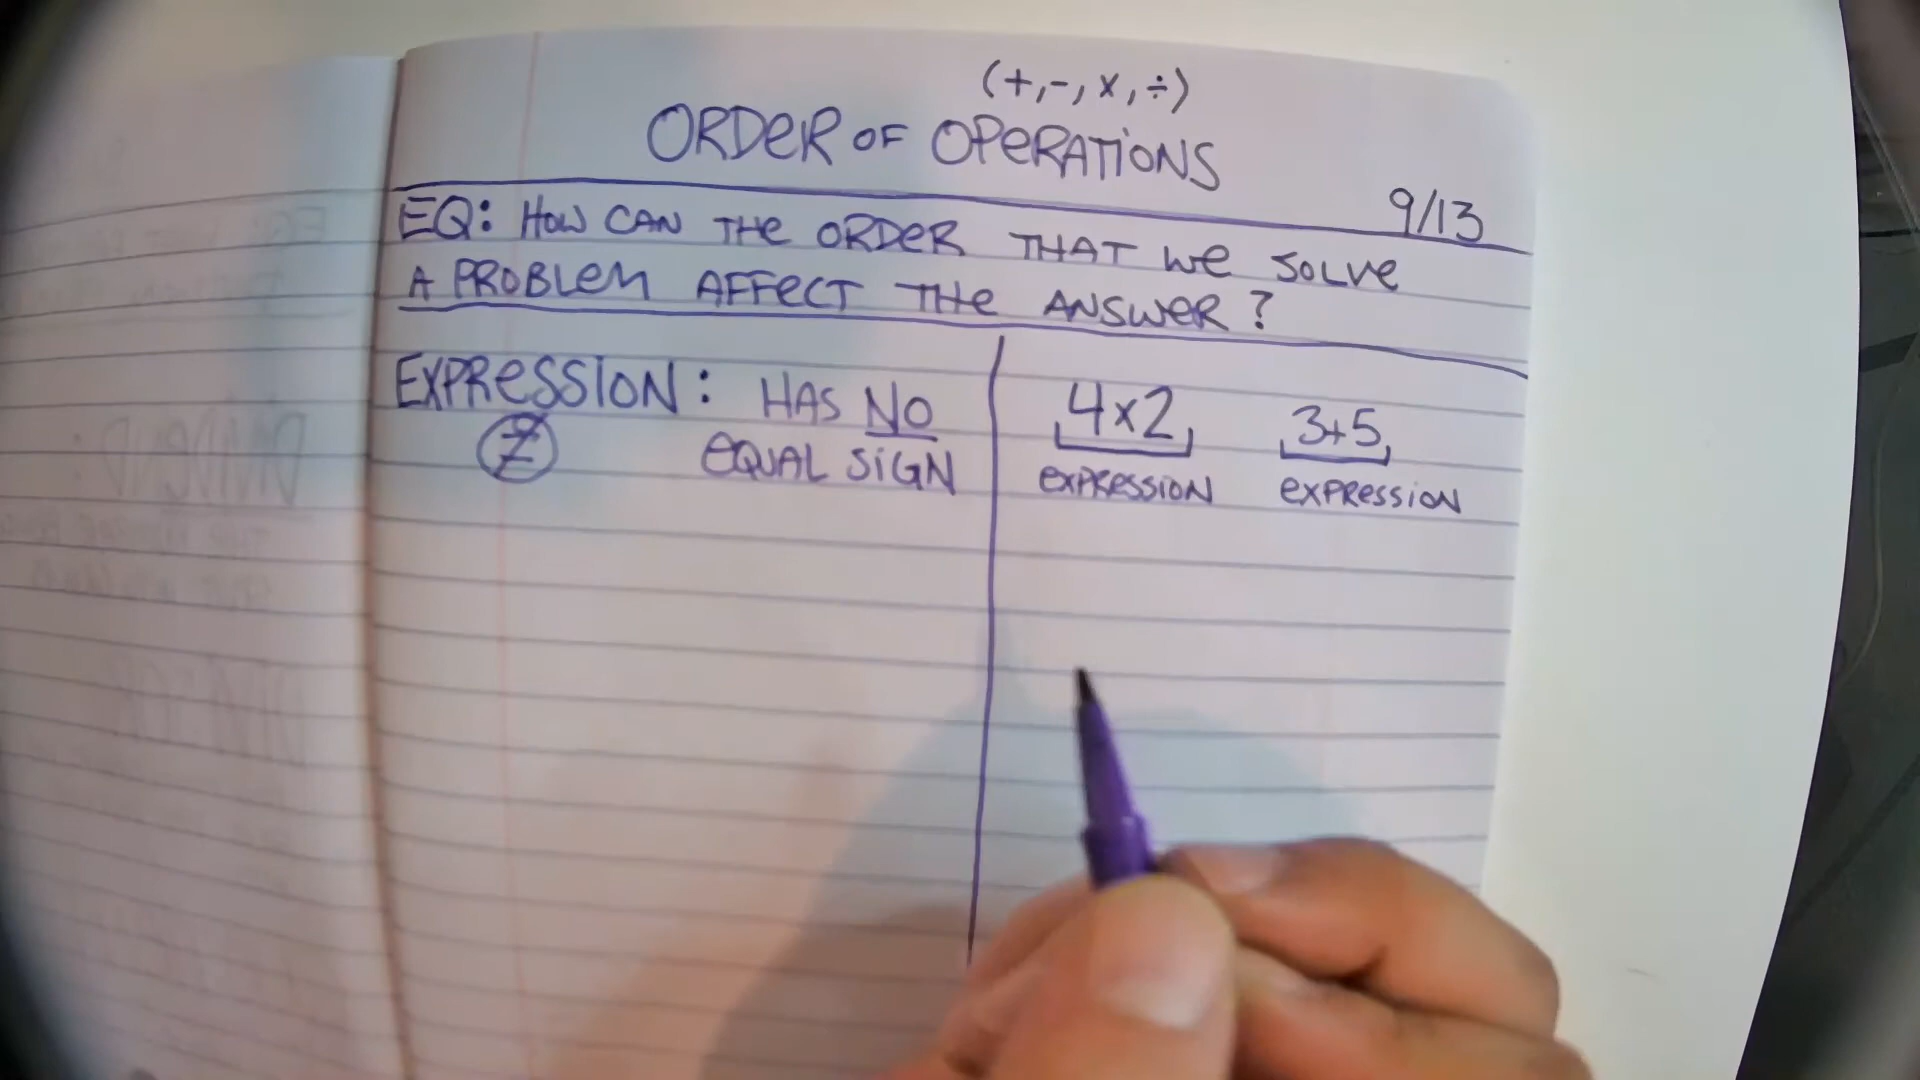 (+,-,x,÷)
ORDER OF OPERATIONS
9/13
EQ: HOW CAN THE ORDER THAT WE SOLVE
A PROBLEM AFFECT THE ANSWER?
EXPRESSION: HAS NO
EQUAL SIGN
4x2 3+5
EXPRESSION EXPRESSION